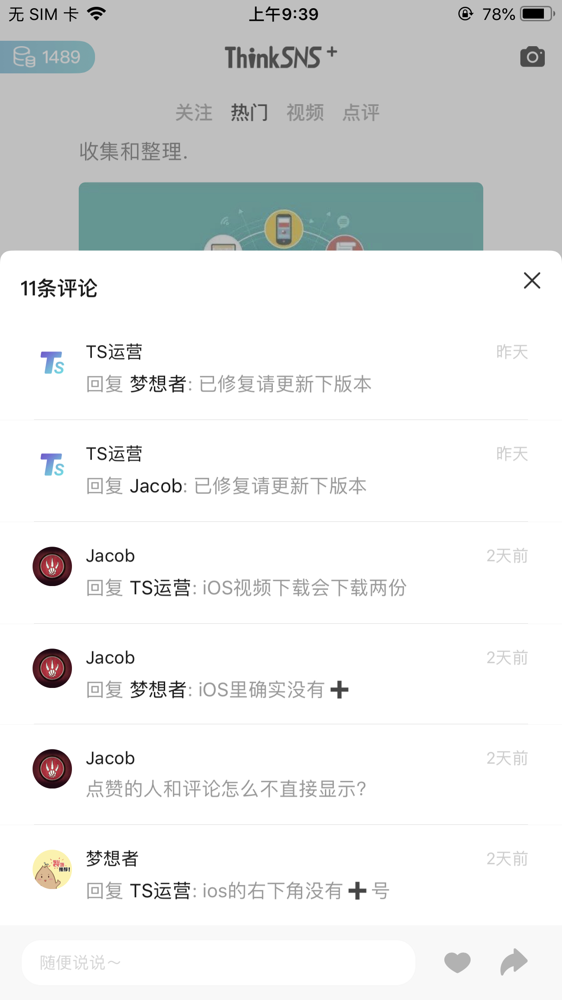 无 SIM 卡 上午9:39 78%
1489 ThinkSNS+
关注 热门 视频 点评
收集和整理.
11条评论
TS运营 昨天
回复 梦想者: 已修复请更新下版本
TS运营 昨天
回复 Jacob: 已修复请更新下版本
Jacob 2天前
回复 TS运营: iOS视频下载会下载两份
Jacob 2天前
回复 梦想者: iOS里确实没有➕
Jacob 2天前
点赞的人和评论怎么不直接显示?
梦想者 2天前
回复 TS运营: ios的右下角没有➕号
随便说说~